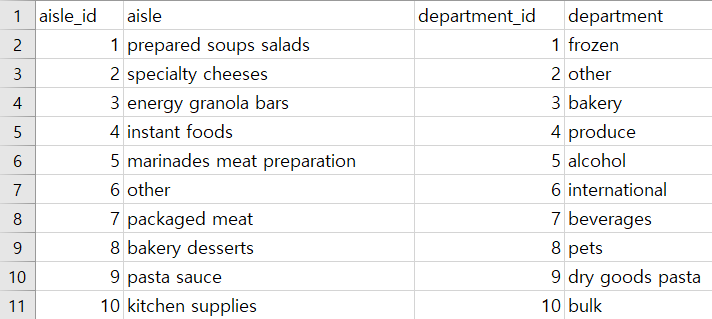 1 aisle_id aisle department_id department
2 1 prepared soups salads 1 frozen
3 2 specialty cheeses 2 other
4 3 energy granola bars 3 bakery
5 4 instant foods 4 produce
6 5 marinades meat preparation 5 alcohol
7 6 other 6 international
8 7 packaged meat 7 beverages
9 8 bakery desserts 8 pets
10 9 pasta sauce 9 dry goods pasta
11 10 kitchen supplies 10 bulk